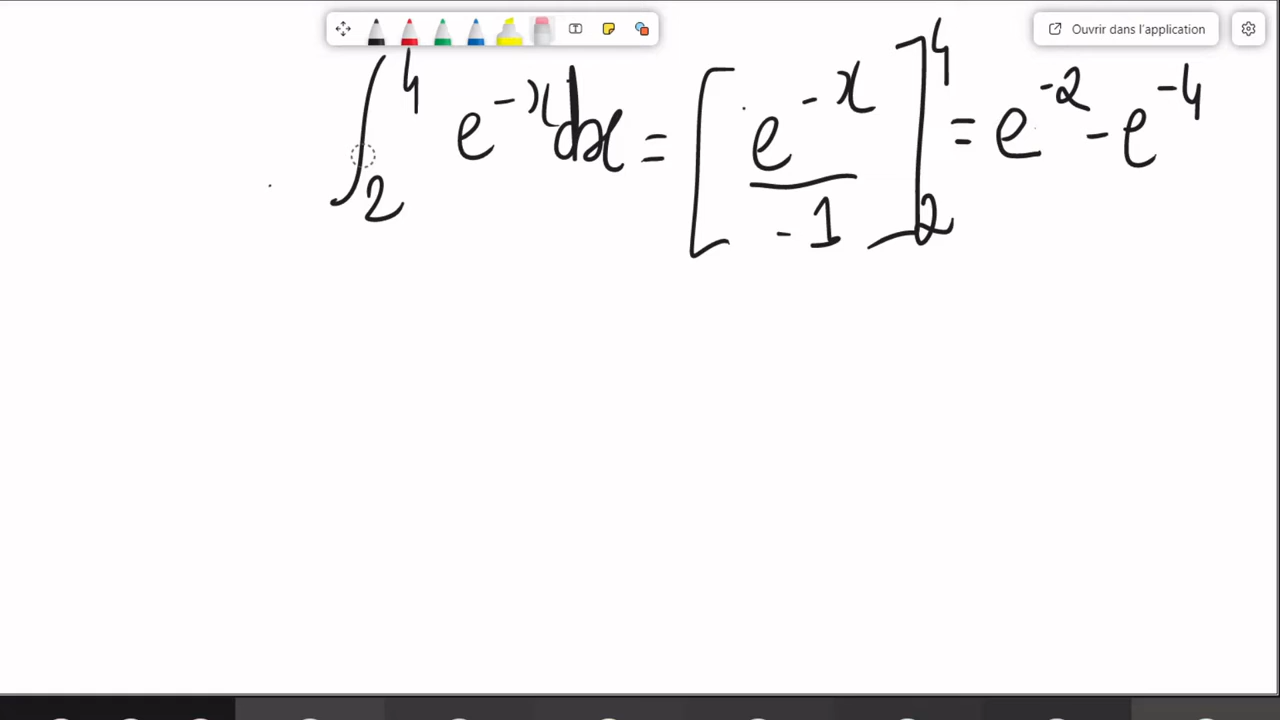 Ouvrir dans l'application
∫₂⁴ e⁻ˣ dx = [e⁻ˣ / -1]₂⁴ = e⁻² - e⁻⁴